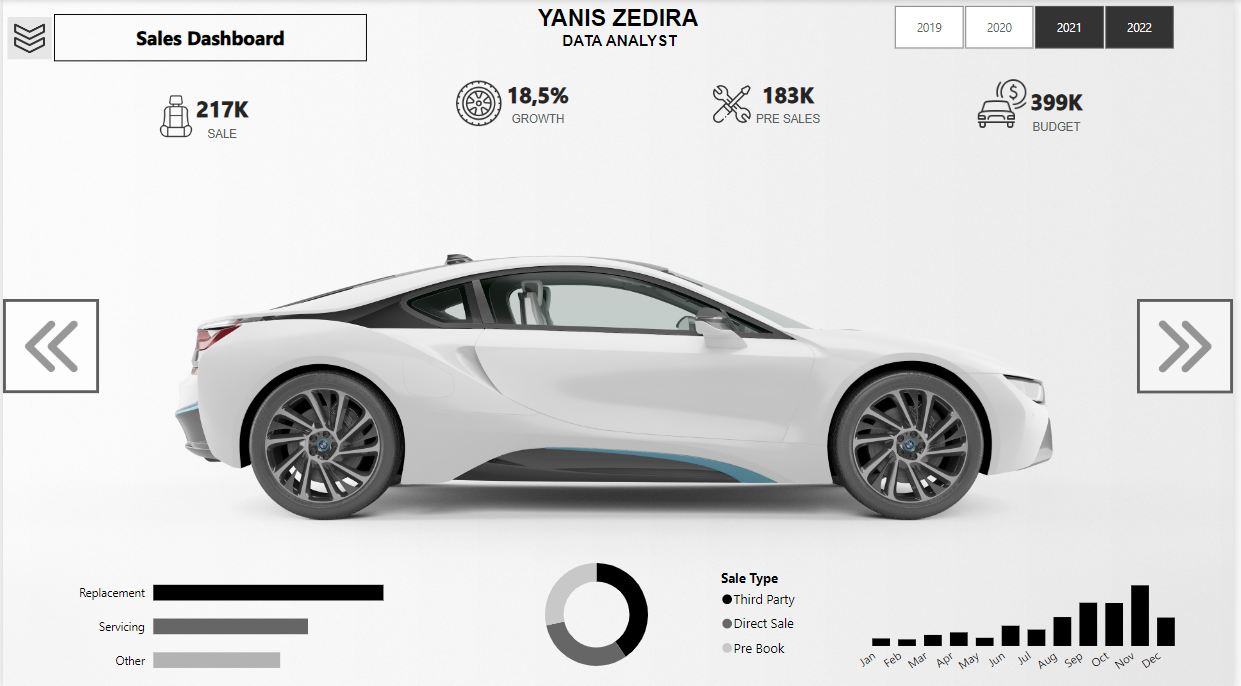 Sales Dashboard
YANIS ZEDIRA
DATA ANALYST
2019
2020
2021
2022
217K
SALE
18,5%
GROWTH
183K
PRE SALES
399K
BUDGET
Replacement
Servicing
Other
Sale Type
Third Party
Direct Sale
Pre Book
Jan
Feb
Mar
Apr
May
Jun
Jul
Aug
Sep
Oct
Nov
Dec